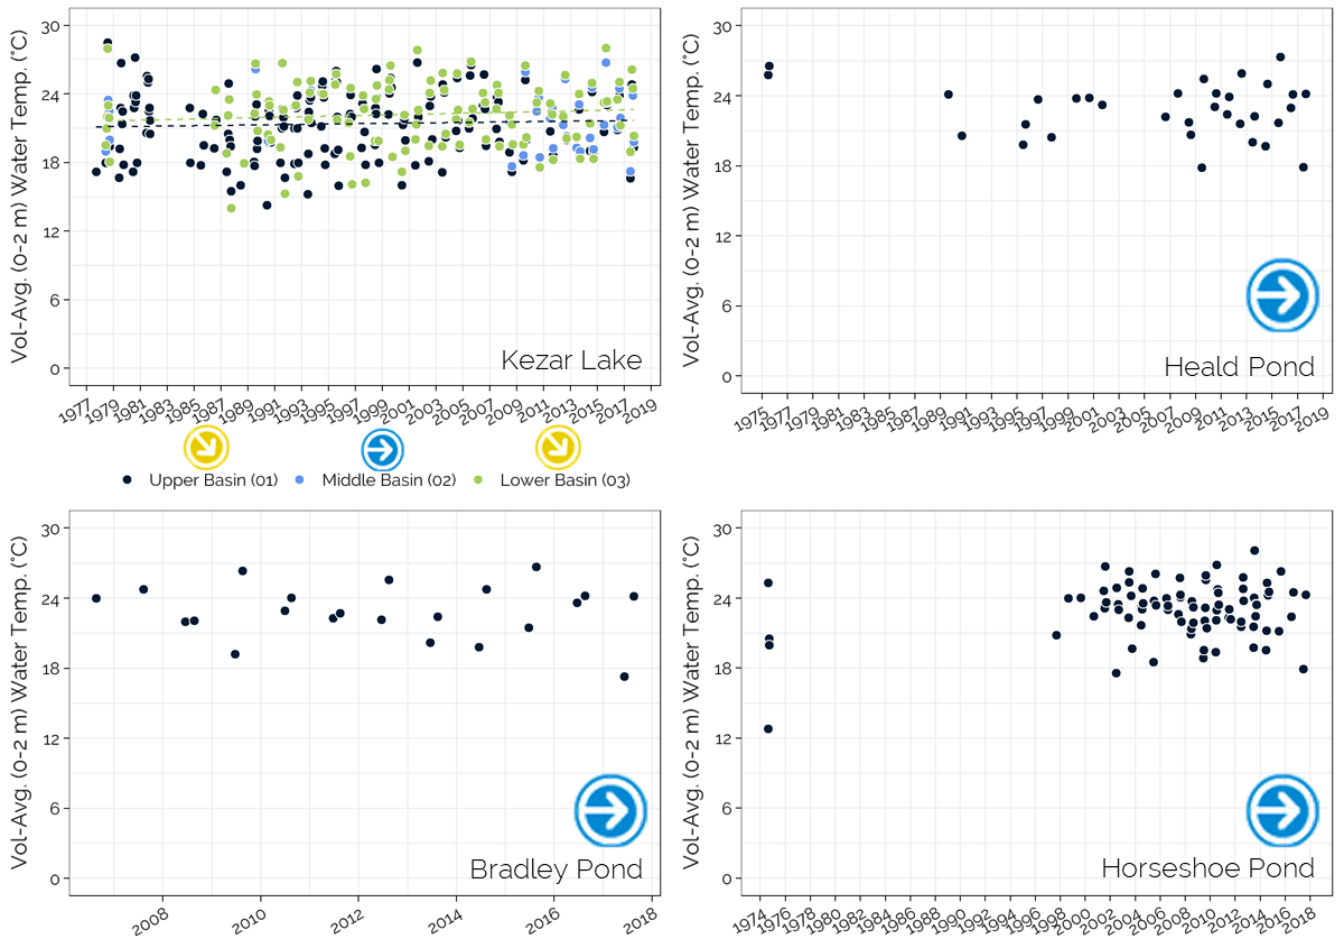 Vol-Avg. (0-2 m) Water Temp. (°C)
30
24
18
12
6
0
Kezar Lake
1977 1979 1981 1983 1985 1987 1989 1991 1993 1995 1997 1999 2001 2003 2005 2007 2009 2011 2013 2015 2017 2019
Upper Basin (01) Middle Basin (02) Lower Basin (03)
Vol-Avg. (0-2 m) Water Temp. (°C)
30
24
18
12
6
0
Heald Pond
1975 1977 1979 1981 1983 1985 1987 1989 1991 1993 1995 1997 1999 2001 2003 2005 2007 2009 2011 2013 2015 2017 2019
Vol-Avg. (0-2 m) Water Temp. (°C)
30
24
18
12
6
0
Bradley Pond
2008 2010 2012 2014 2016 2018
Vol-Avg. (0-2 m) Water Temp. (°C)
30
24
18
12
6
0
Horseshoe Pond
1974 1976 1978 1980 1982 1984 1986 1988 1990 1992 1994 1996 1998 2000 2002 2004 2006 2008 2010 2012 2014 2016 2018